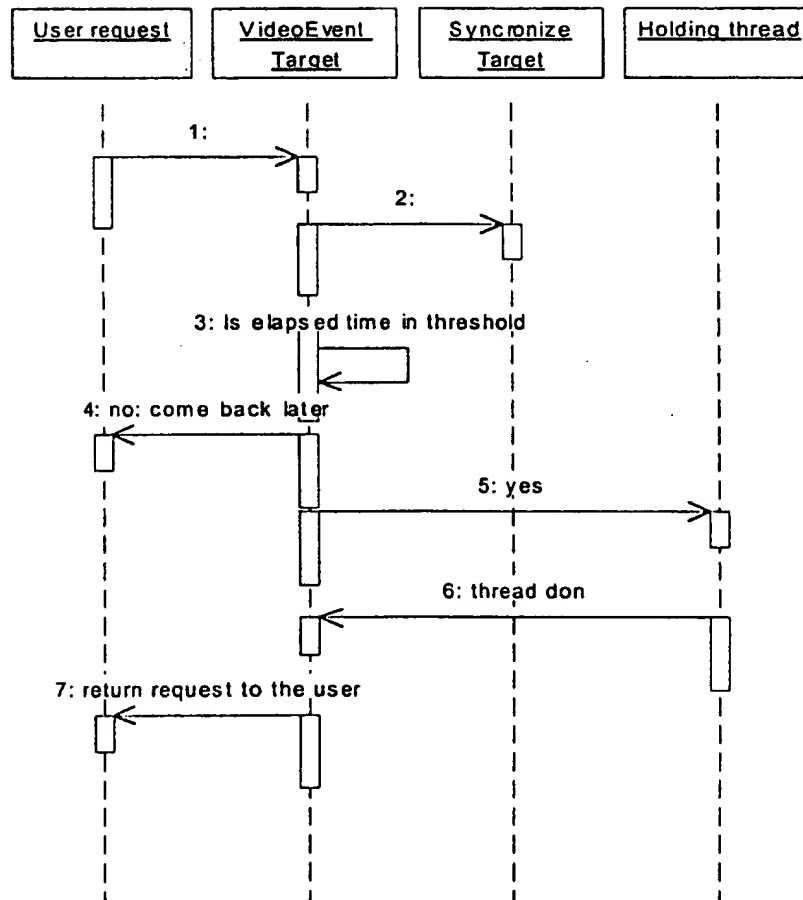 User request
VideoEvent
Target
Syncronize
Target
Holding thread
1:
2:
3: Is elapsed time in threshold
4: no: come back later
5: yes
6: thread don
7: return request to the user